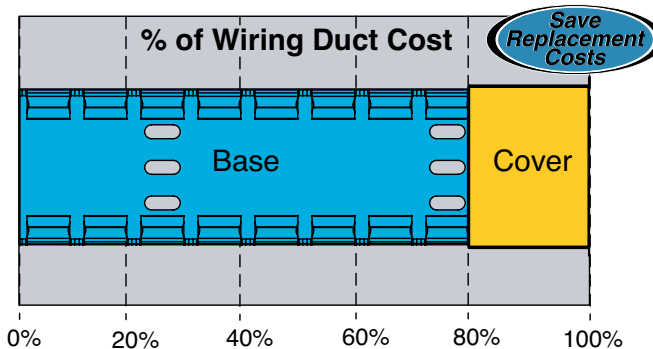 % of Wiring Duct Cost
Save
Replacement
Costs
Base
Cover
0%
20%
40%
60%
80%
100%